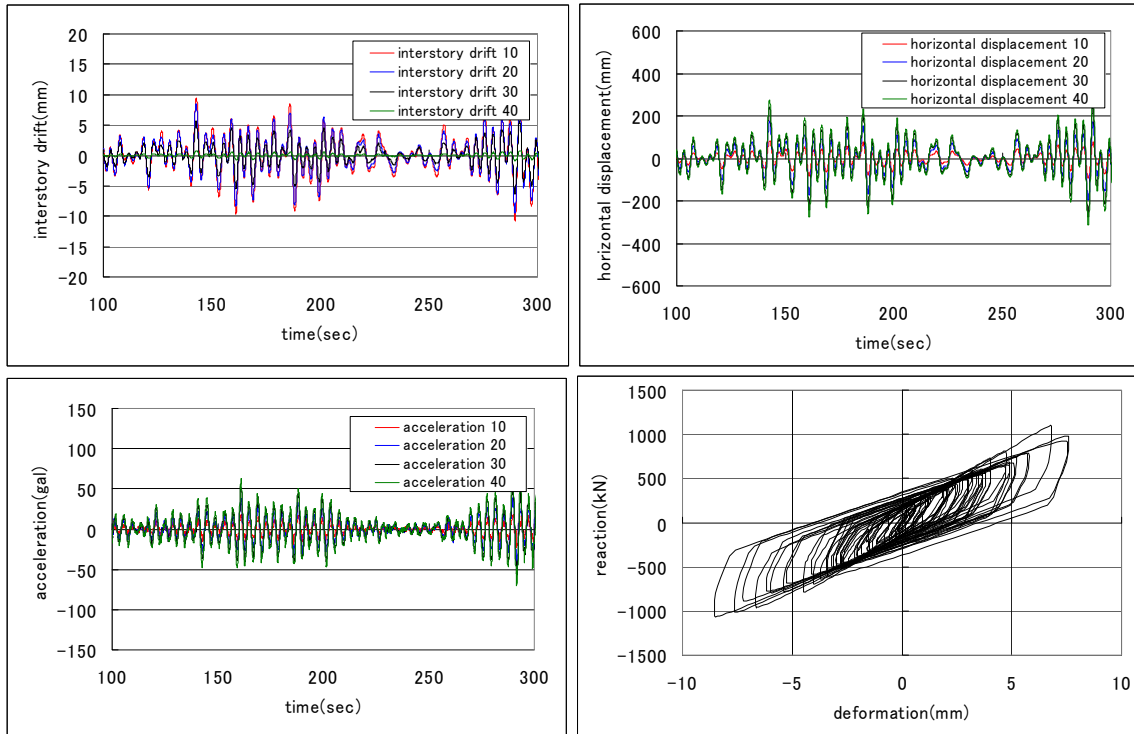 20
15
10
5
0
-5
-10
-15
-20
interstory drift(mm)
100 150 200 250 300
time(sec)
interstory drift 10
interstory drift 20
interstory drift 30
interstory drift 40
600
400
200
0
-200
-400
-600
horizontal displacement(mm)
100 150 200 250 300
time(sec)
horizontal displacement 10
horizontal displacement 20
horizontal displacement 30
horizontal displacement 40
150
100
50
0
-50
-100
-150
acceleration(gal)
100 150 200 250 300
time(sec)
acceleration 10
acceleration 20
acceleration 30
acceleration 40
1500
1000
500
0
-500
-1000
-1500
reaction(kN)
-10 -5 0 5 10
deformation(mm)